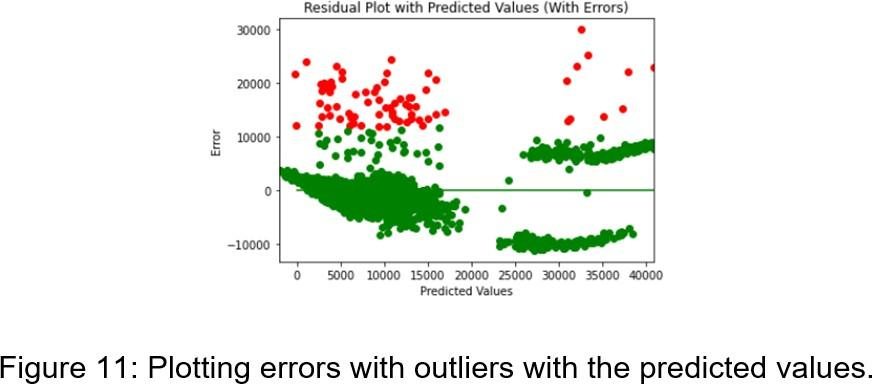 Residual Plot with Predicted Values (With Errors)
30000
20000
10000
0
−10000
Error
0 5000 10000 15000 20000 25000 30000 35000 40000
Predicted Values
Figure 11: Plotting errors with outliers with the predicted values.